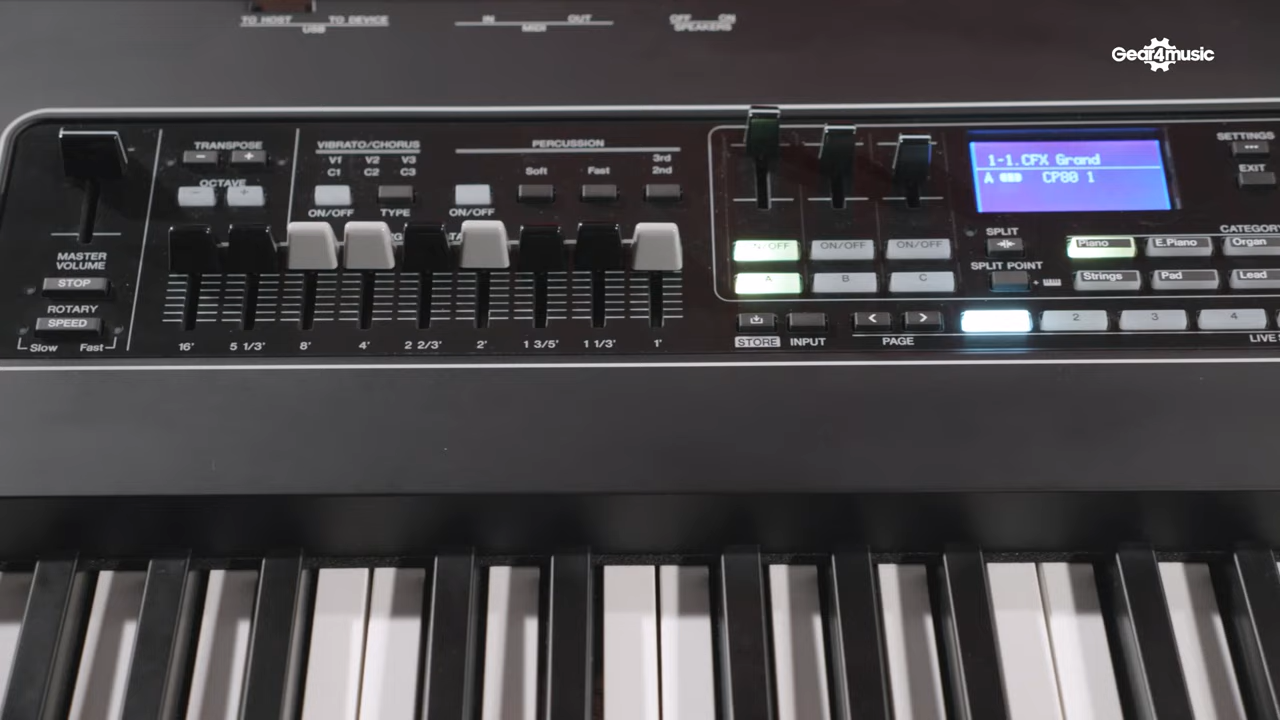 TO HOST TO DEVICE
USB
IN OUT
MIDI
OFF ON
SPEAKERS
Gear4music
TRANSPOSE
- +
OCTAVE
- +
VIBRATO/CHORUS
V1 V2 V3
C1 C2 C3
ON/OFF TYPE
PERCUSSION
Soft Fast 3rd
2nd
ON/OFF
MASTER
VOLUME
STOP
ROTARY
SPEED
Slow Fast
16' 5 1/3' 8' 4' 2 2/3' 2' 1 3/5' 1 1/3' 1'
ON/OFF ON/OFF ON/OFF
A B C
STORE INPUT
< >
PAGE
1-1.CFX Grand
A CP80 1
SPLIT
SPLIT POINT
SETTINGS
EXIT
CATEGORY
Piano E.Piano Organ
Strings Pad Lead
2 3 4
LIVE